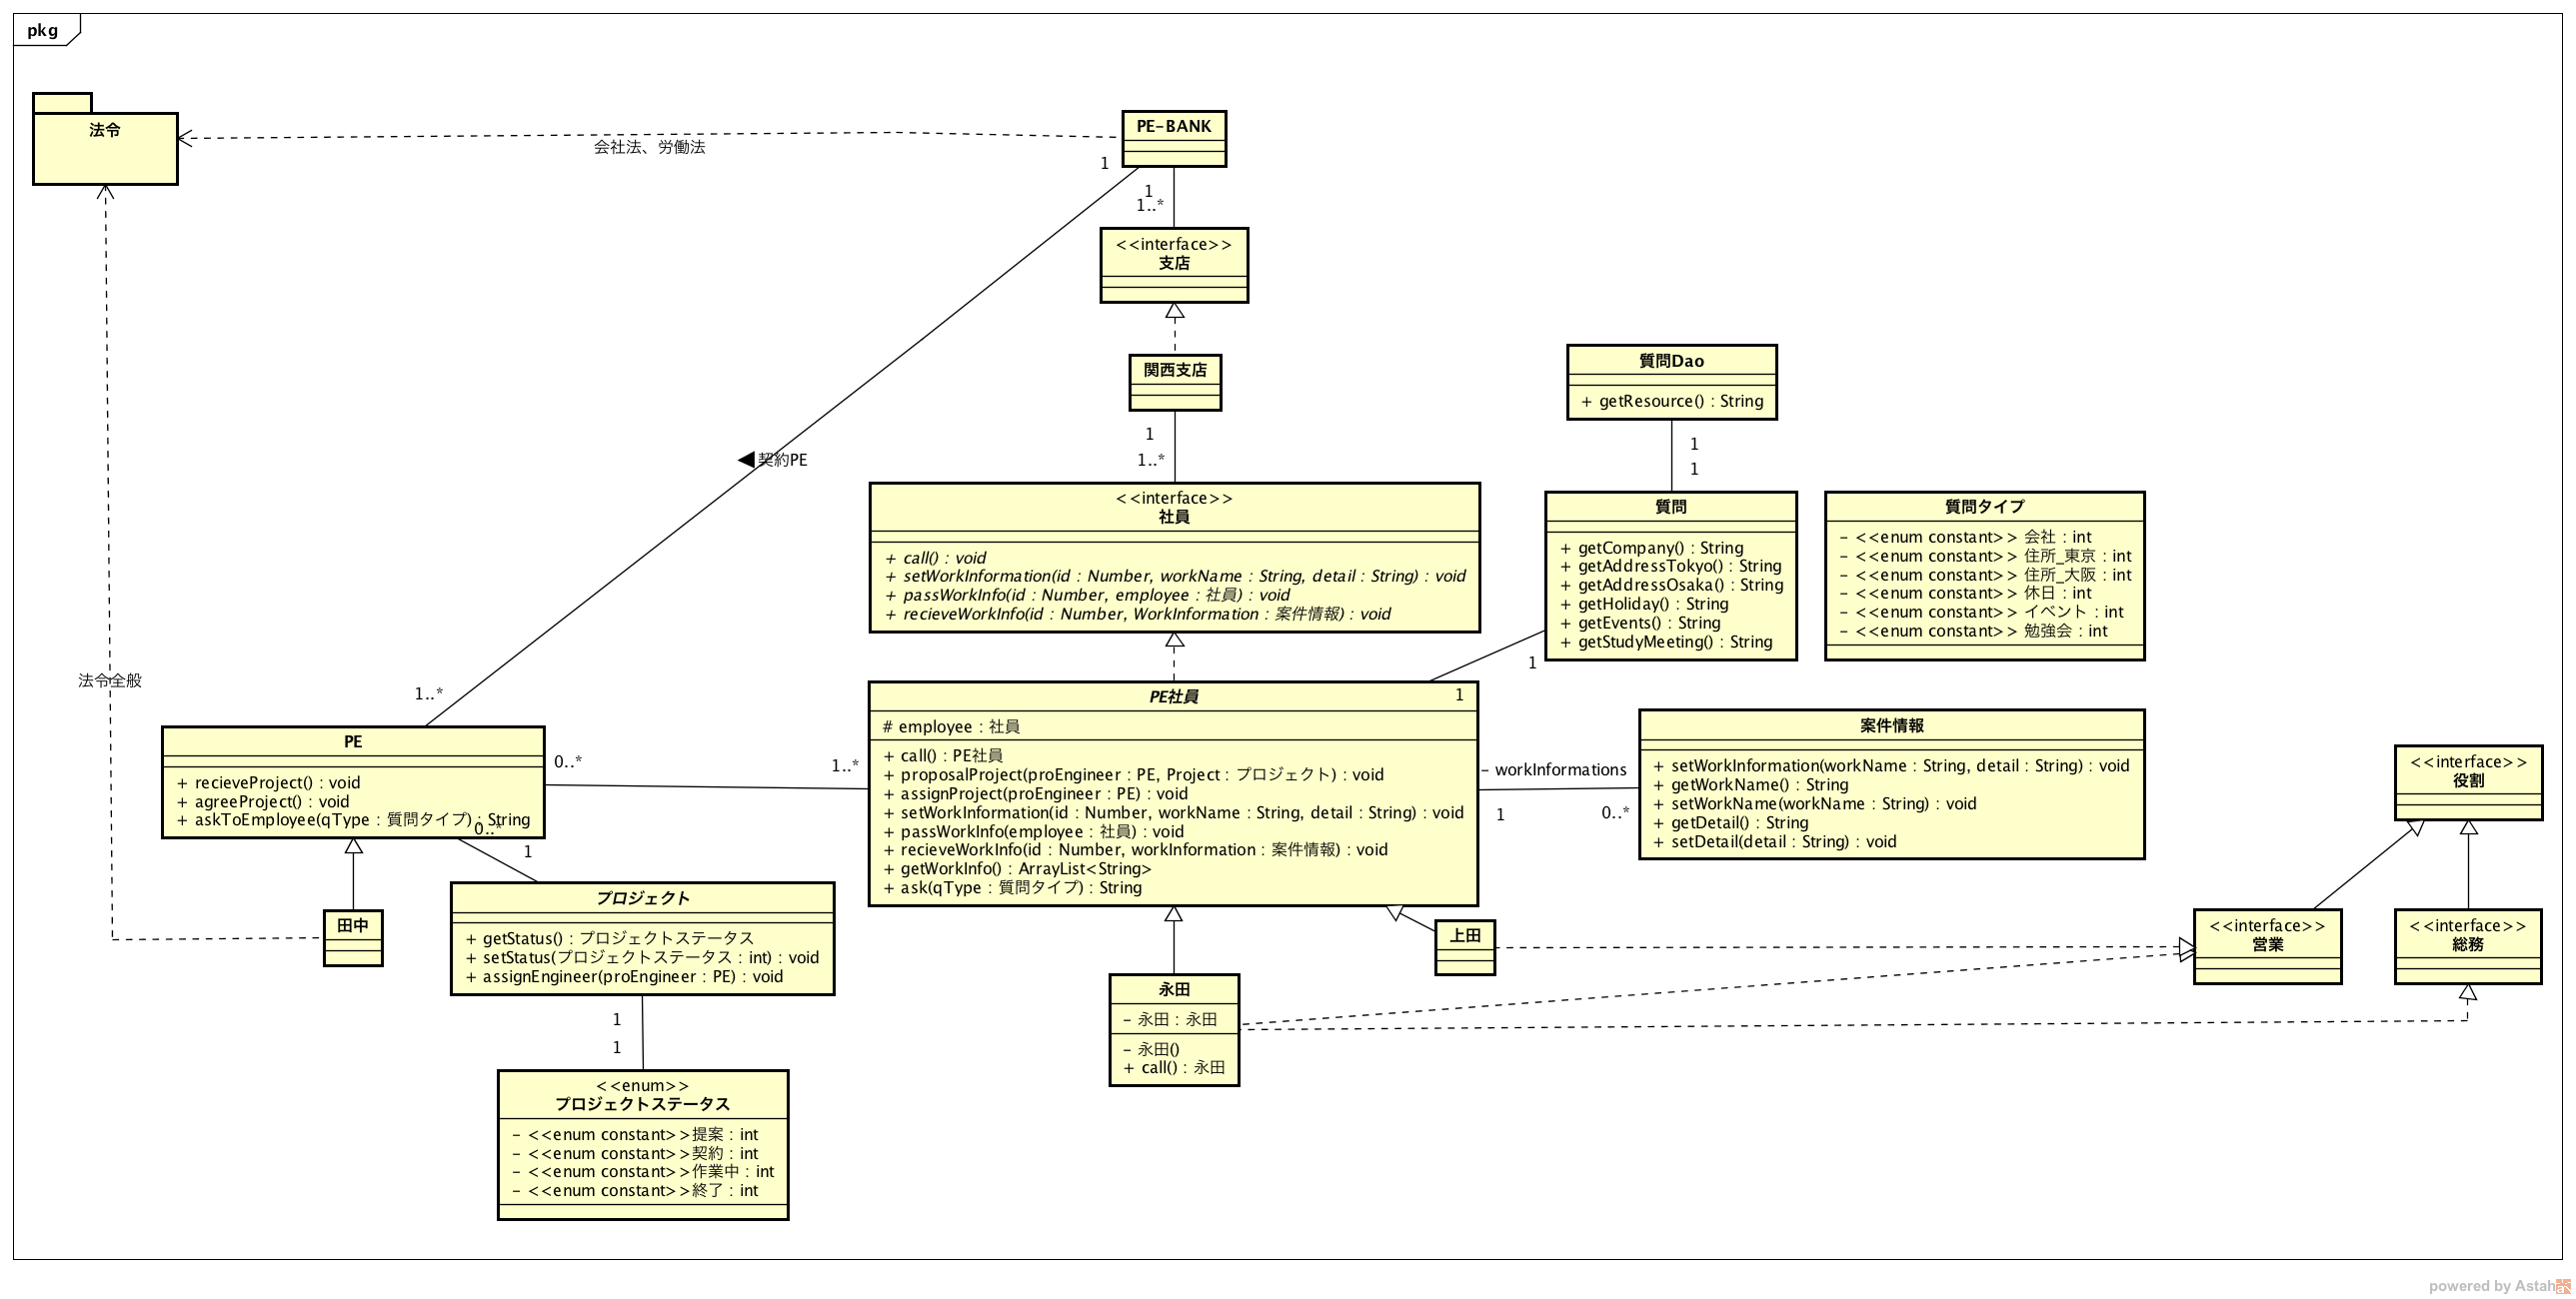 pkg
法令
会社法、労働法
PE-BANK
1
1
1..*
<<interface>>
支店
関西支店
1
1..*
契約PE
質問Dao
+ getResource() : String
1
1
<<interface>>
社員
+ call() : void
+ setWorkInformation(id : Number, workName : String, detail : String) : void
+ passWorkInfo(id : Number, employee : 社員) : void
+ recieveWorkInfo(id : Number, WorkInformation : 案件情報) : void
質問
+ getCompany() : String
+ getAddressTokyo() : String
+ getAddressOsaka() : String
+ getHoliday() : String
+ getEvents() : String
+ getStudyMeeting() : String
質問タイプ
- <<enum constant>> 会社 : int
- <<enum constant>> 住所_東京 : int
- <<enum constant>> 住所_大阪 : int
- <<enum constant>> 休日 : int
- <<enum constant>> イベント : int
- <<enum constant>> 勉強会 : int
1
1
法令全般
1..*
PE
+ recieveProject() : void
+ agreeProject() : void
+ askToEmployee(qType : 質問タイプ) : String
0..*
1..*
0..*
1
PE社員
# employee : 社員
+ call() : PE社員
+ proposalProject(proEngineer : PE, Project : プロジェクト) : void
+ assignProject(proEngineer : PE) : void
+ setWorkInformation(id : Number, workName : String, detail : String) : void
+ passWorkInfo(employee : 社員) : void
+ recieveWorkInfo(id : Number, workInformation : 案件情報) : void
+ getWorkInfo() : ArrayList<String>
+ ask(qType : 質問タイプ) : String
- workInformations
1
0..*
案件情報
+ setWorkInformation(workName : String, detail : String) : void
+ getWorkName() : String
+ setWorkName(workName : String) : void
+ getDetail() : String
+ setDetail(detail : String) : void
<<interface>>
役割
田中
プロジェクト
+ getStatus() : プロジェクトステータス
+ setStatus(プロジェクトステータス : int) : void
+ assignEngineer(proEngineer : PE) : void
上田
<<interface>>
営業
<<interface>>
総務
永田
- 永田 : 永田
- 永田()
+ call() : 永田
1
1
<<enum>>
プロジェクトステータス
- <<enum constant>>提案 : int
- <<enum constant>>契約 : int
- <<enum constant>>作業中 : int
- <<enum constant>>終了 : int
powered by Astah